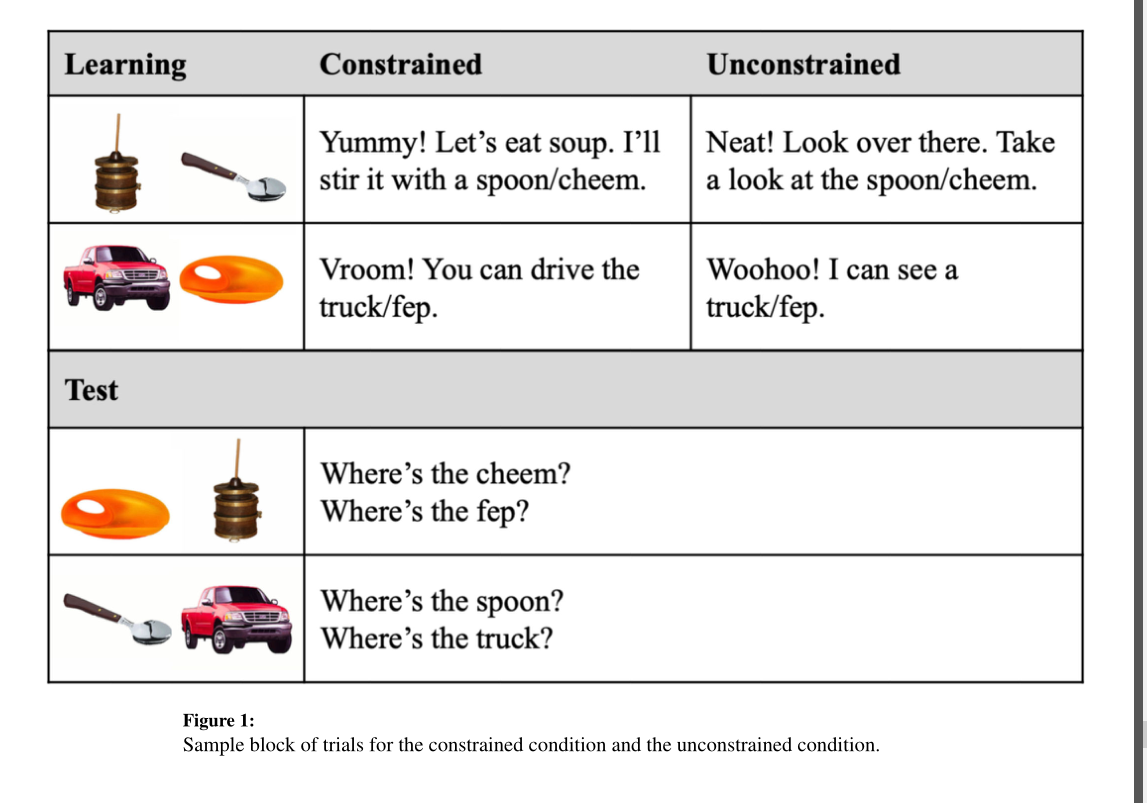 Learning
Constrained
Unconstrained
Yummy! Let’s eat soup. I’ll
stir it with a spoon/cheem.
Neat! Look over there. Take
a look at the spoon/cheem.
Vroom! You can drive the
truck/fep.
Woohoo! I can see a
truck/fep.
Test
Where’s the cheem?
Where’s the fep?
Where’s the spoon?
Where’s the truck?
Figure 1:
Sample block of trials for the constrained condition and the unconstrained condition.